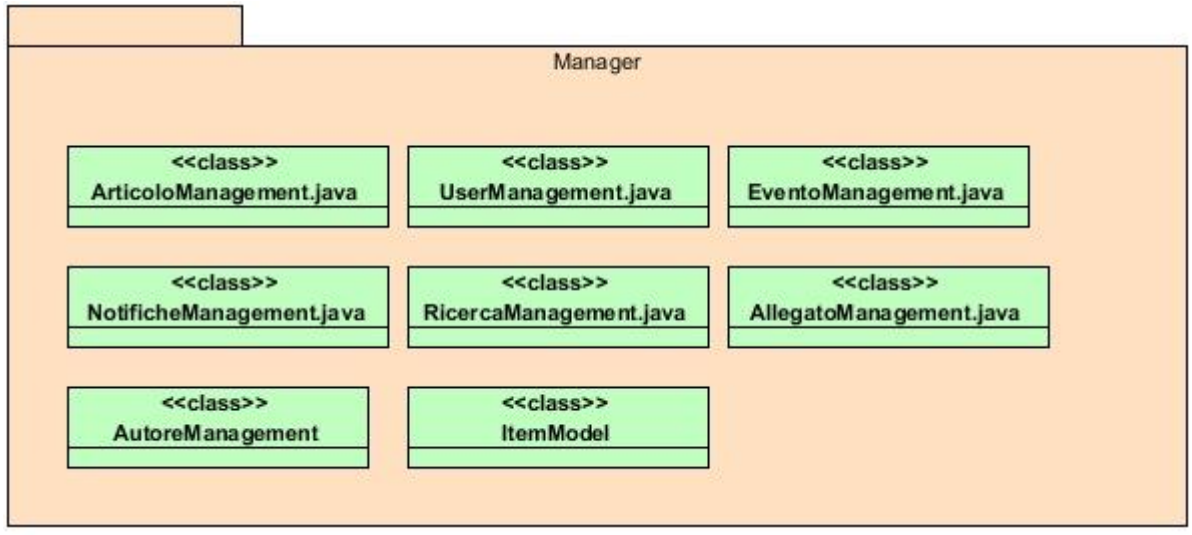 Manager
<<class>>
ArticoloManagement.java
<<class>>
UserManagement.java
<<class>>
EventoManagement.java
<<class>>
NotificheManagement.java
<<class>>
RicercaManagement.java
<<class>>
AllegatoManagement.java
<<class>>
AutoreManagement
<<class>>
ItemModel